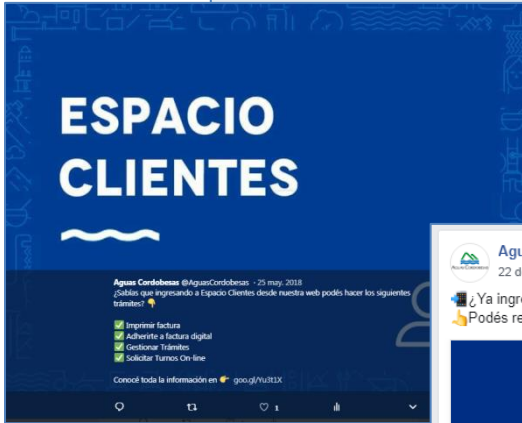 ESPACIO
CLIENTES
Aguas Cordobesas @AguasCordobesas · 25 may. 2018
¿Sabías que ingresando a Espacio Clientes desde nuestra web podés hacer los siguientes
trámites? 👇
✅ Imprimir factura
✅ Adherirte a factura digital
✅ Gestionar Trámites
✅ Solicitar Turnos On-line
Conocé toda la información en 👉 goo.gl/Yu3t1X
1
22 d
¿Ya ingre
Podés re